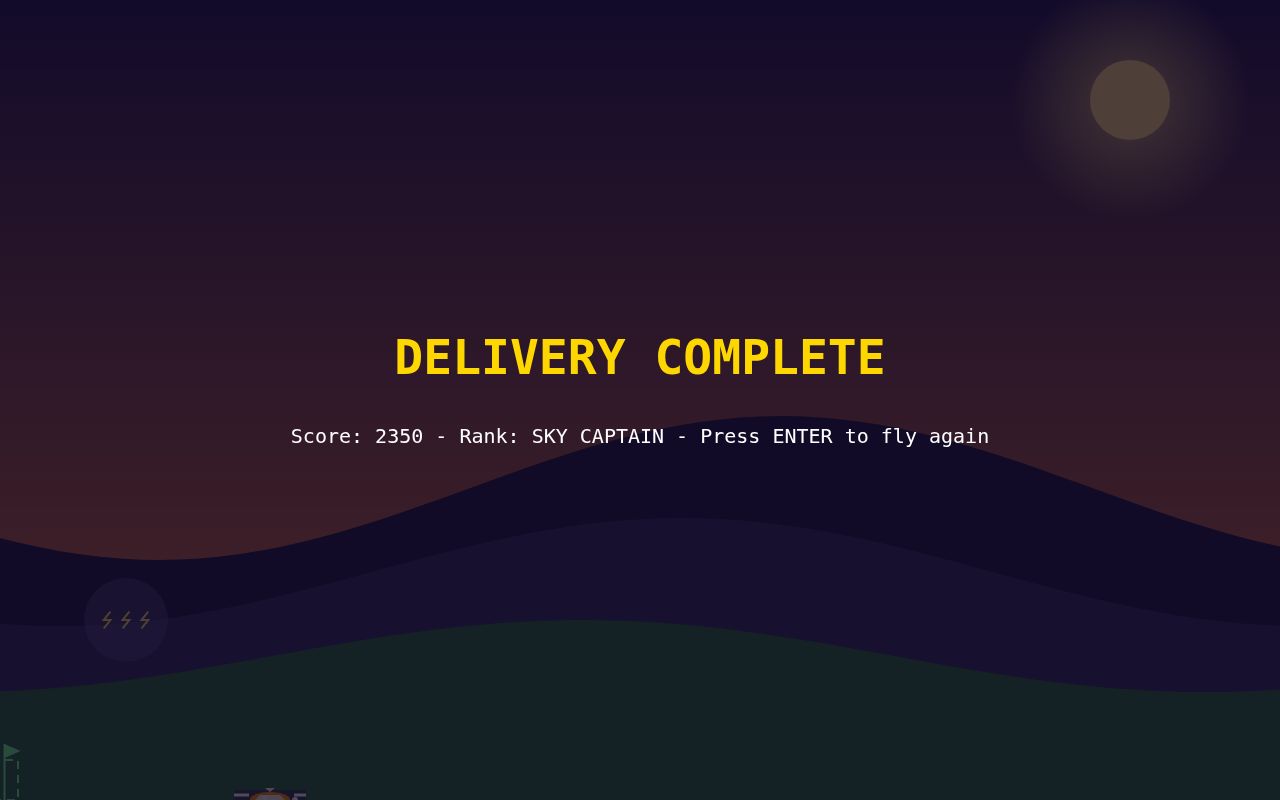 DELIVERY COMPLETE
Score: 2350 - Rank: SKY CAPTAIN - Press ENTER to fly again